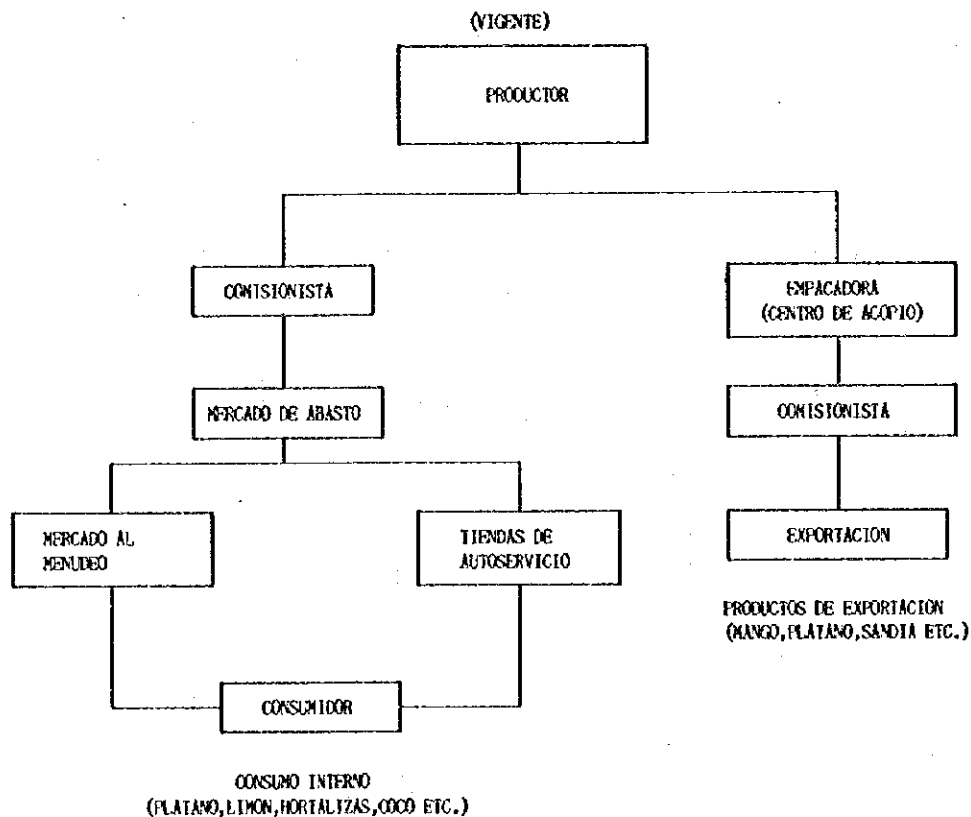 (VIGENTE)
PRODUCTOR
COMISIONISTA
MERCADO DE ABASTO
MERCADO AL
MENUDEO
TIENDAS DE
AUTOSERVICIO
CONSUMIDOR
CONSUMO INTERNO
(PLATANO,LIMON,HORTALIZAS,COCO ETC.)
EMPACADORA
(CENTRO DE ACOPIO)
COMISIONISTA
EXPORTACION
PRODUCTOS DE EXPORTACION
(MANGO,PLATANO,SANDIA ETC.)